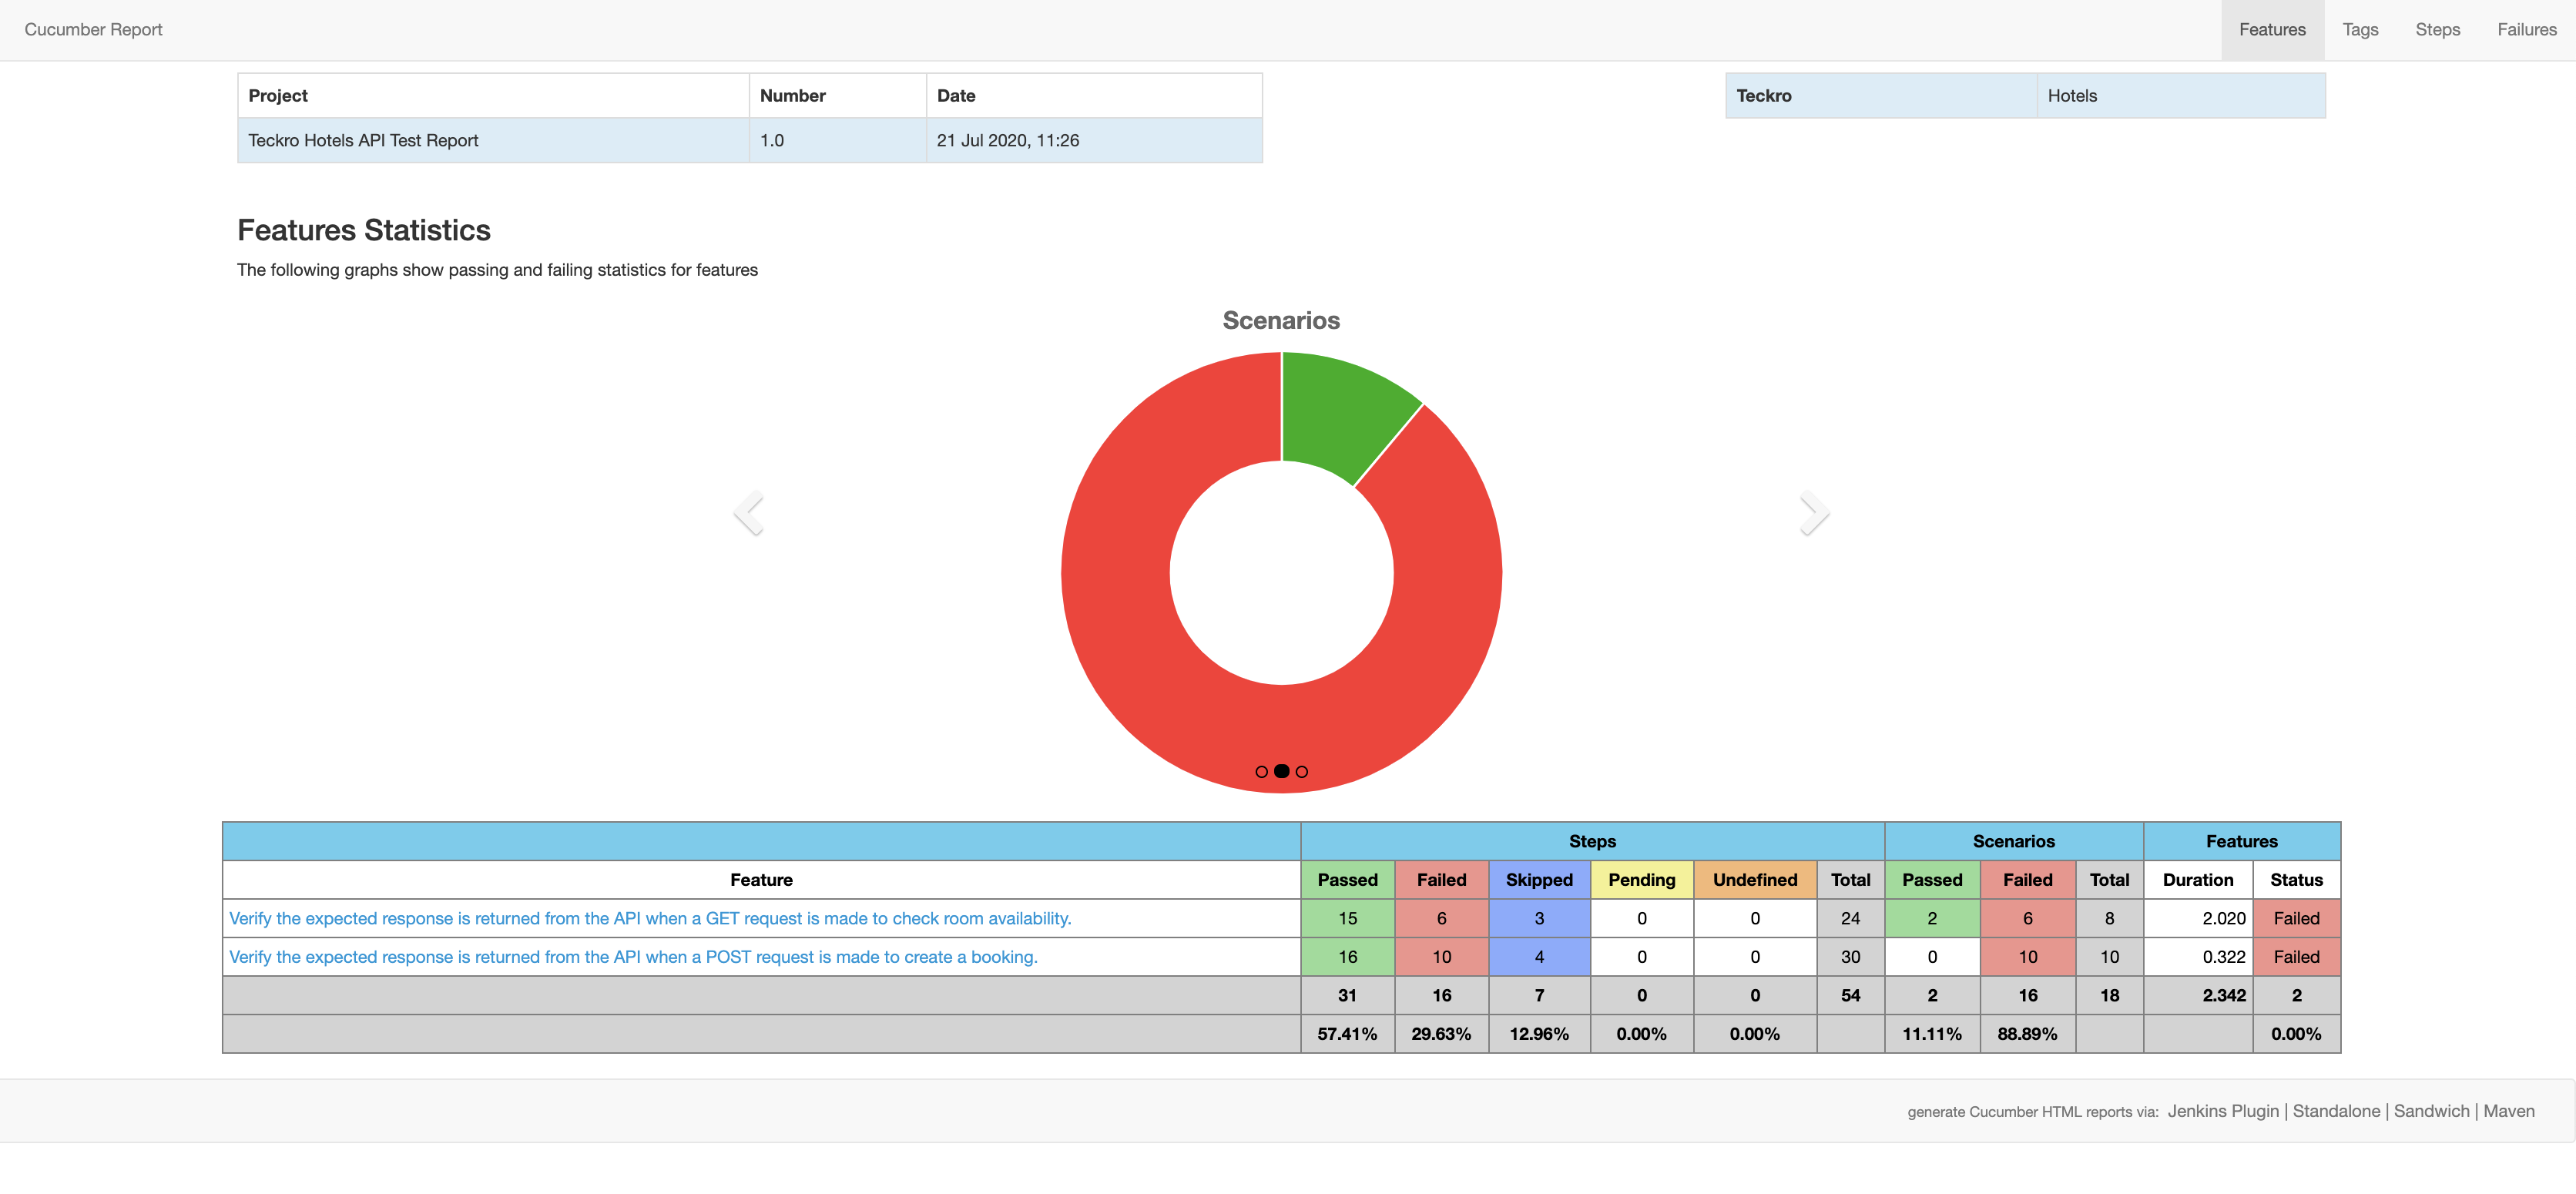 Cucumber Report Features Tags Steps Failures
Project Number Date
Teckro Hotels API Test Report 1.0 21 Jul 2020, 11:26
Teckro Hotels
Features Statistics
The following graphs show passing and failing statistics for features
Scenarios
Steps Scenarios Features
Feature Passed Failed Skipped Pending Undefined Total Passed Failed Total Duration Status
Verify the expected response is returned from the API when a GET request is made to check room availability. 15 6 3 0 0 24 2 6 8 2.020 Failed
Verify the expected response is returned from the API when a POST request is made to create a booking. 16 10 4 0 0 30 0 10 10 0.322 Failed
31 16 7 0 0 54 2 16 18 2.342 2
57.41% 29.63% 12.96% 0.00% 0.00% 11.11% 88.89% 0.00%
generate Cucumber HTML reports via: Jenkins Plugin | Standalone | Sandwich | Maven